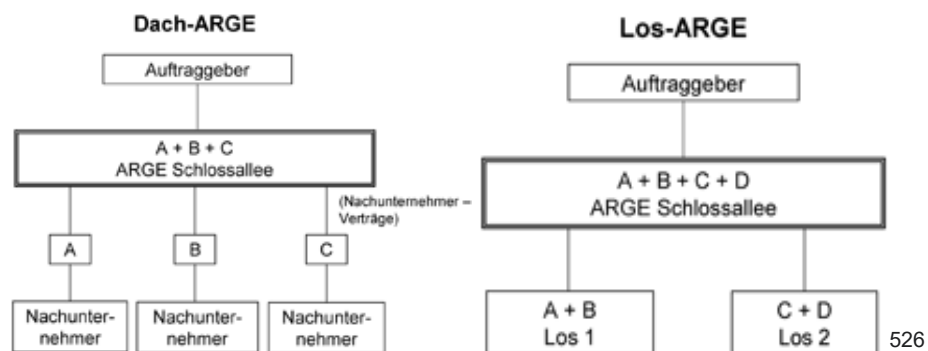 Dach-ARGE
Auftraggeber
A + B + C
ARGE Schlossallee
(Nachunternehmer –
Verträge)
A
B
C
Nachunter-
nehmer
Nachunter-
nehmer
Nachunter-
nehmer
Los-ARGE
Auftraggeber
A + B + C + D
ARGE Schlossallee
A + B
Los 1
C + D
Los 2
526